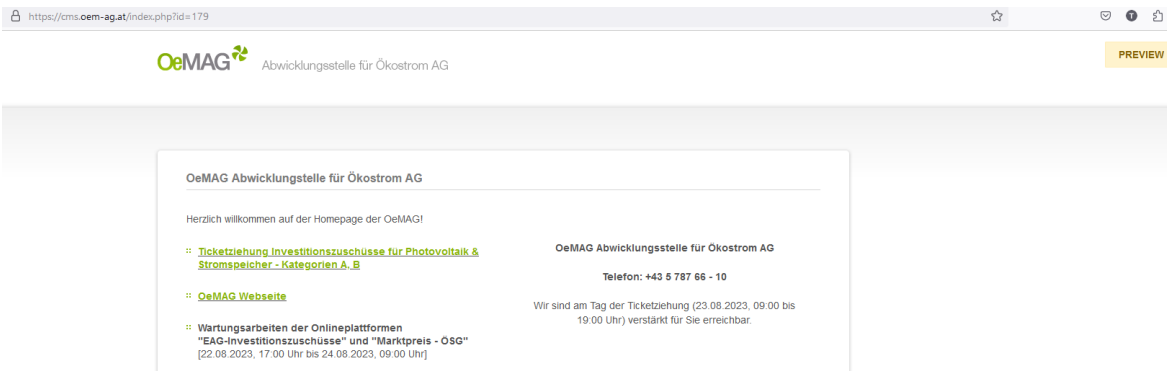 https://cms.oem-ag.at/index.php?id=179
OeMAG Abwicklungsstelle für Ökostrom AG
PREVIEW
OeMAG Abwicklungstelle für Ökostrom AG
Herzlich willkommen auf der Homepage der OeMAG!
Ticketziehung Investitionszuschüsse für Photovoltaik &
Stromspeicher - Kategorien A, B
OeMAG Webseite
Wartungsarbeiten der Onlineplattformen
"EAG-Investitionszuschüsse" und "Marktpreis - ÖSG"
[22.08.2023, 17:00 Uhr bis 24.08.2023, 09:00 Uhr]
OeMAG Abwicklungsstelle für Ökostrom AG
Telefon: +43 5 787 66 - 10
Wir sind am Tag der Ticketziehung (23.08.2023, 09:00 bis
19:00 Uhr) verstärkt für Sie erreichbar.